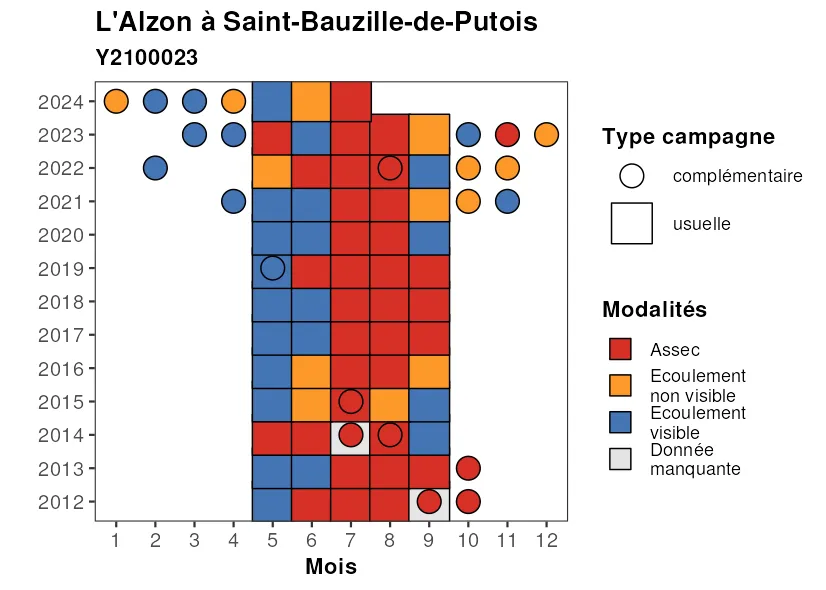 L'Alzon à Saint-Bauzille-de-Putois
Y2100023
2024
2023
2022
2021
2020
2019
2018
2017
2016
2015
2014
2013
2012
1 2 3 4 5 6 7 8 9 10 11 12
Mois
Type campagne
complémentaire
usuelle
Modalités
Assec
Ecoulement
non visible
Ecoulement
visible
Donnée
manquante